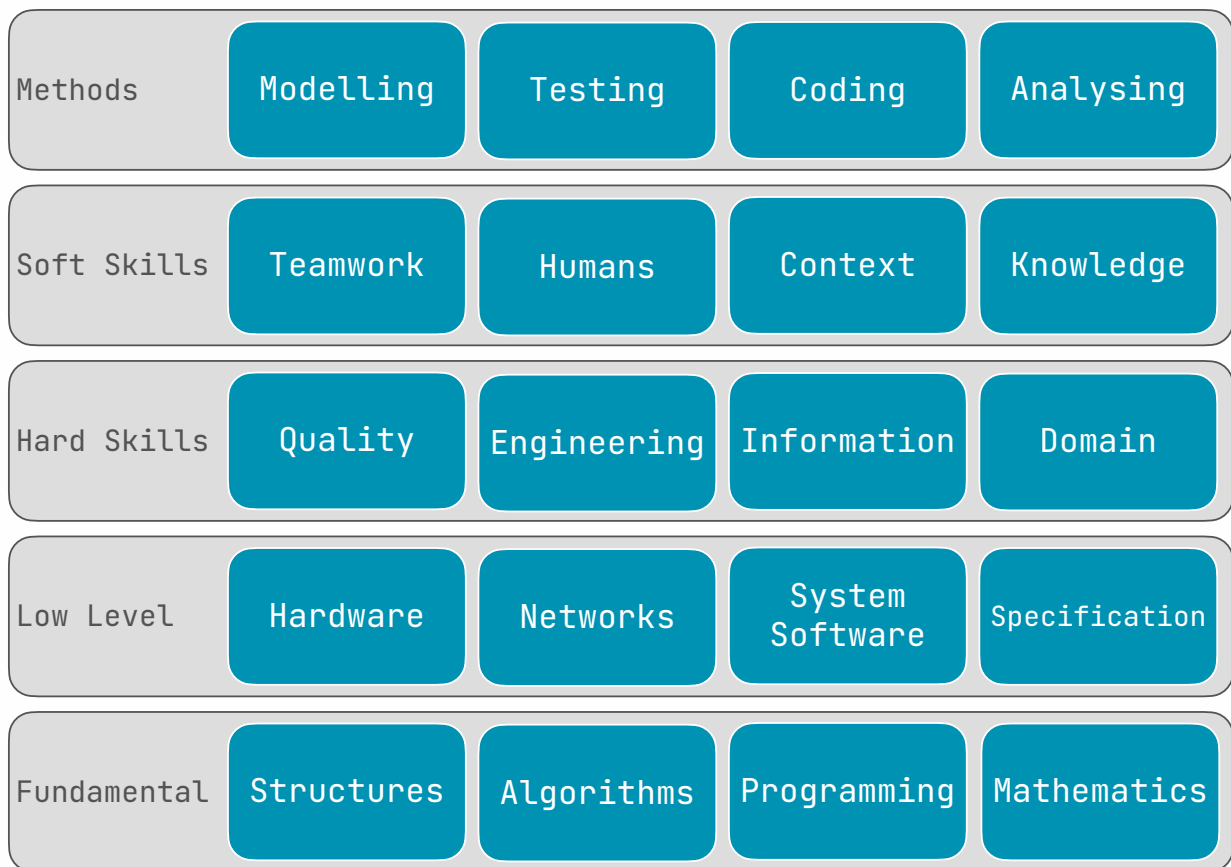 Methods Modelling Testing Coding Analysing
Soft Skills Teamwork Humans Context Knowledge
Hard Skills Quality Engineering Information Domain
Low Level Hardware Networks System Software Specification
Fundamental Structures Algorithms Programming Mathematics